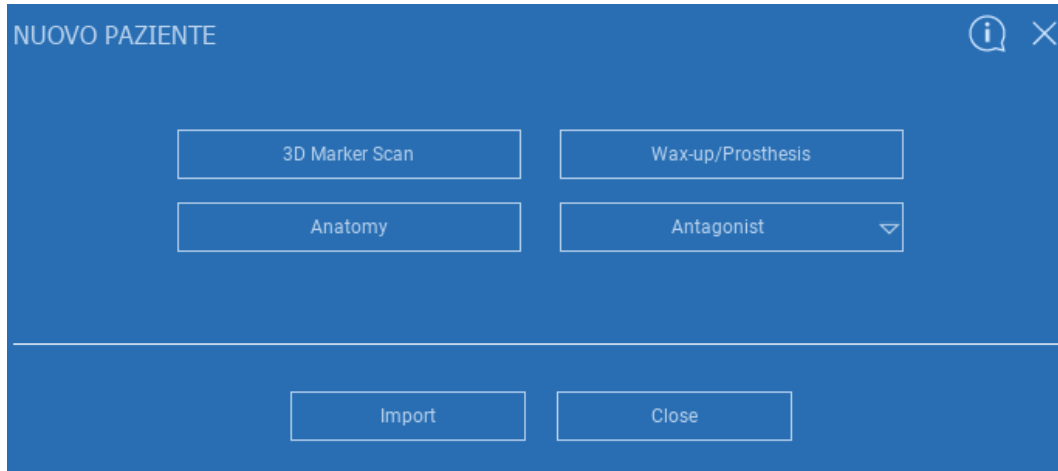 NUOVO PAZIENTE
3D Marker Scan
Wax-up/Prosthesis
Anatomy
Antagonist
Import
Close